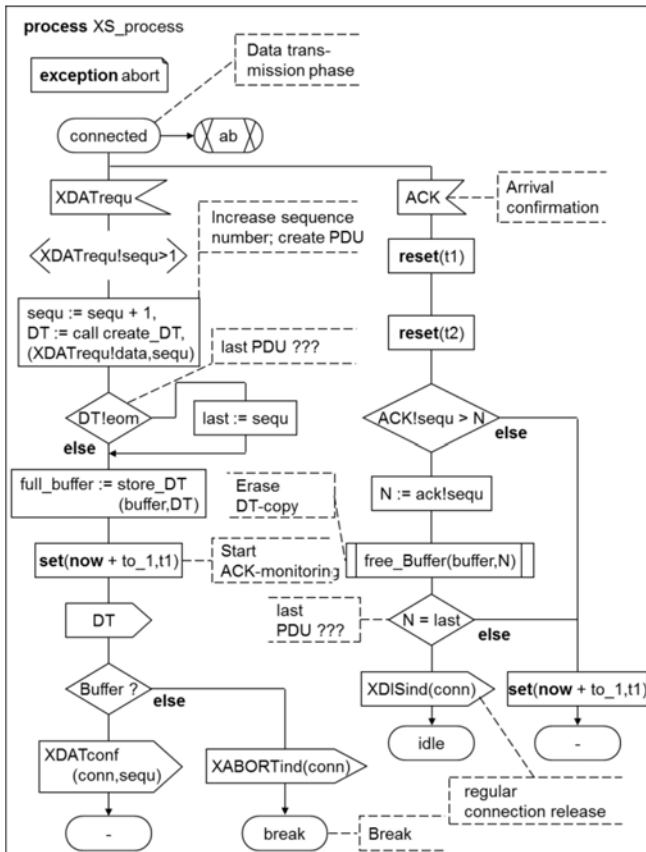 process XS_process
Data trans-
mission phase
exception abort
connected
ab
XDATrequ
ACK
Arrival
confirmation
Increase sequence
number; create PDU
XDATrequ!sequ>1
reset(t1)
sequ := sequ + 1,
DT := call create_DT,
(XDATrequ!data,sequ)
reset(t2)
last PDU ???
DT!eom
last := sequ
else
ACK!sequ > N
else
full_buffer := store_DT
(buffer,DT)
Erase
DT-copy
N := ack!sequ
set(now + to_1,t1)
Start
ACK-monitoring
free_Buffer(buffer,N)
DT
last
PDU ???
N = last
else
Buffer ?
else
XDISind(conn)
set(now + to_1,t1)
XDATconf
(conn,sequ)
XABORTind(conn)
idle
-
regular
connection release
-
break
Break